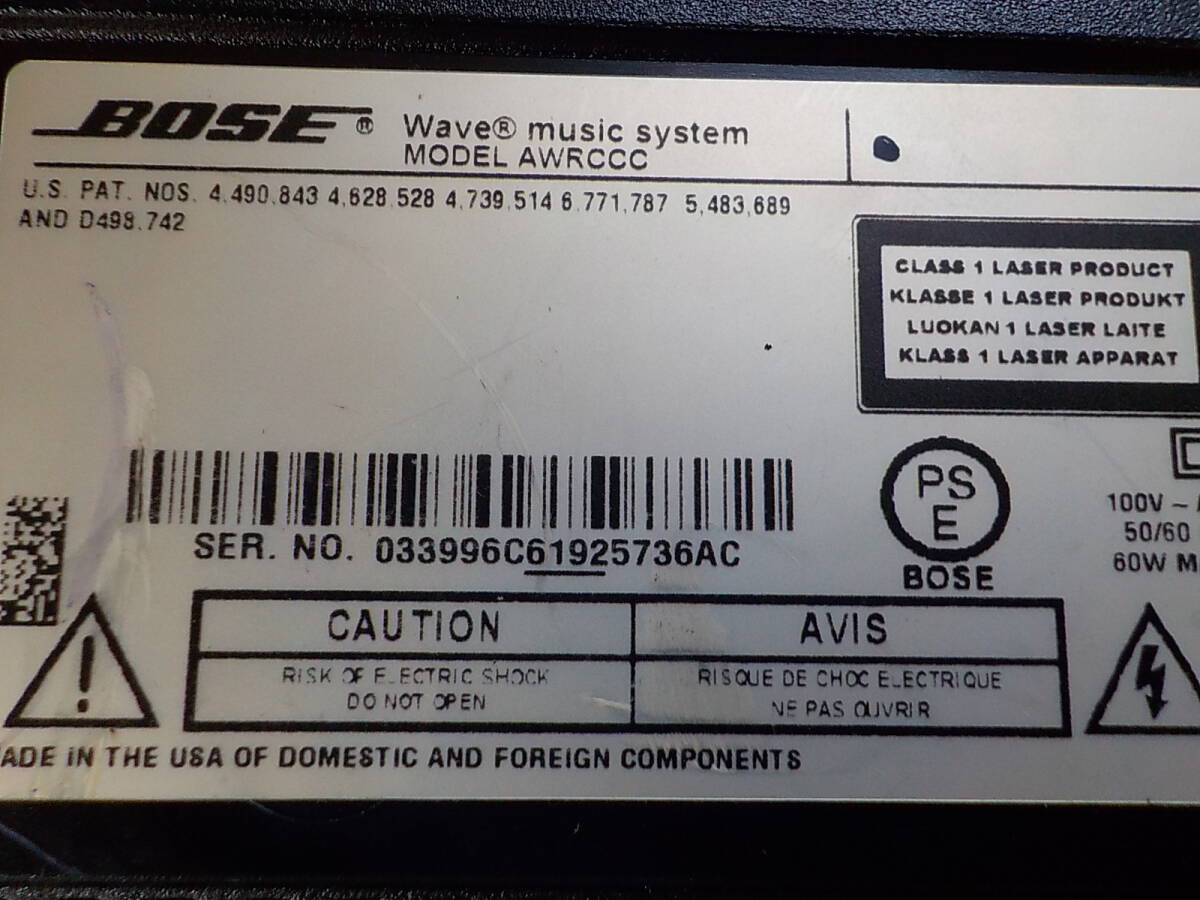 BOSE® Wave® music system
MODEL AWRCCC
U.S. PAT. NOS. 4,490,843 4,628,528 4,739,514 6,771,787 5,483,689
AND D498,742
CLASS 1 LASER PRODUCT
KLASSE 1 LASER PRODUKT
LUOKAN 1 LASER LAITE
KLASS 1 LASER APPARAT
SER. NO. 033996C61925736AC
PS
E
BOSE
100V ~
50/60
60W M
CAUTION
RISK OF ELECTRIC SHOCK
DO NOT OPEN
AVIS
RISQUE DE CHOC ELECTRIQUE
NE PAS OUVRIR
ADE IN THE USA OF DOMESTIC AND FOREIGN COMPONENTS